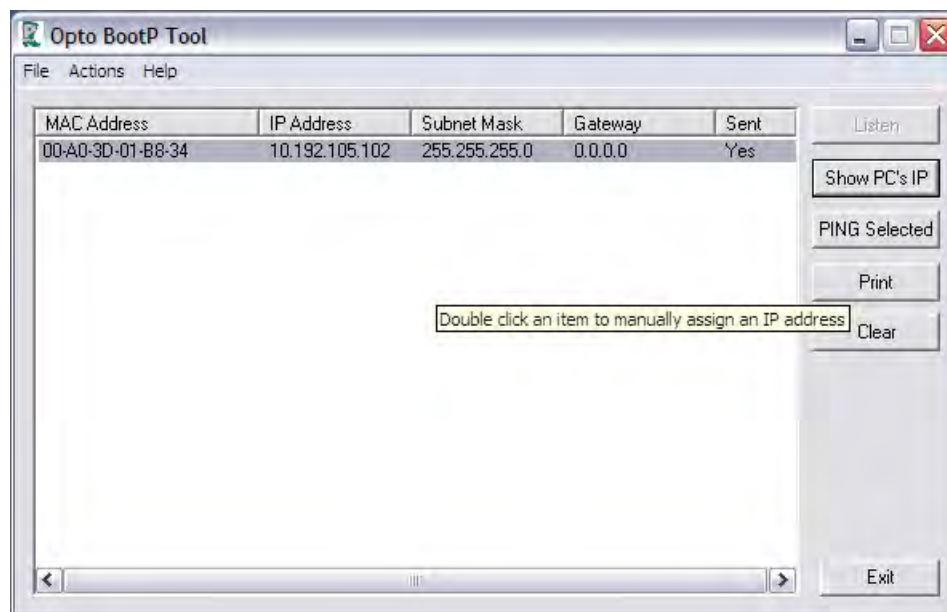 Opto BootP Tool
File Actions Help
MAC Address IP Address Subnet Mask Gateway Sent
00-A0-3D-01-B8-34 10.192.105.102 255.255.255.0 0.0.0.0 Yes
Listen
Show PC's IP
PING Selected
Print
Double click an item to manually assign an IP address
Clear
Exit